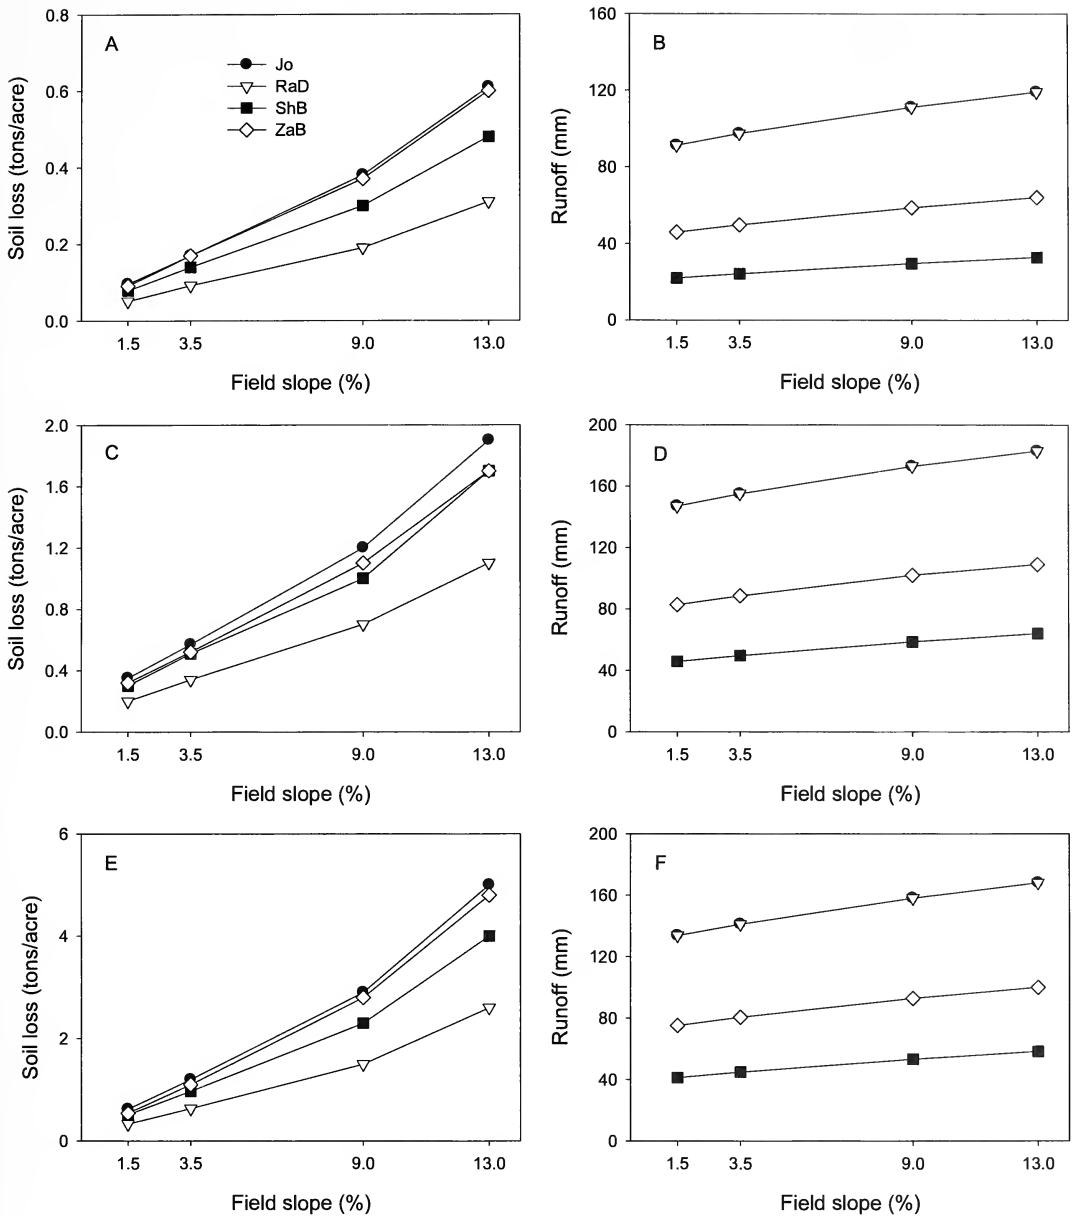 A
Jo
RaD
ShB
ZaB
Soil loss (tons/acre)
0.8
0.6
0.4
0.2
0.0
1.5 3.5 9.0 13.0
Field slope (%)
B
Runoff (mm)
160
120
80
40
0
1.5 3.5 9.0 13.0
Field slope (%)
C
Soil loss (tons/acre)
2.0
1.6
1.2
0.8
0.4
0.0
1.5 3.5 9.0 13.0
Field slope (%)
D
Runoff (mm)
200
160
120
80
40
0
1.5 3.5 9.0 13.0
Field slope (%)
E
Soil loss (tons/acre)
6
4
2
0
1.5 3.5 9.0 13.0
Field slope (%)
F
Runoff (mm)
200
160
120
80
40
0
1.5 3.5 9.0 13.0
Field slope (%)